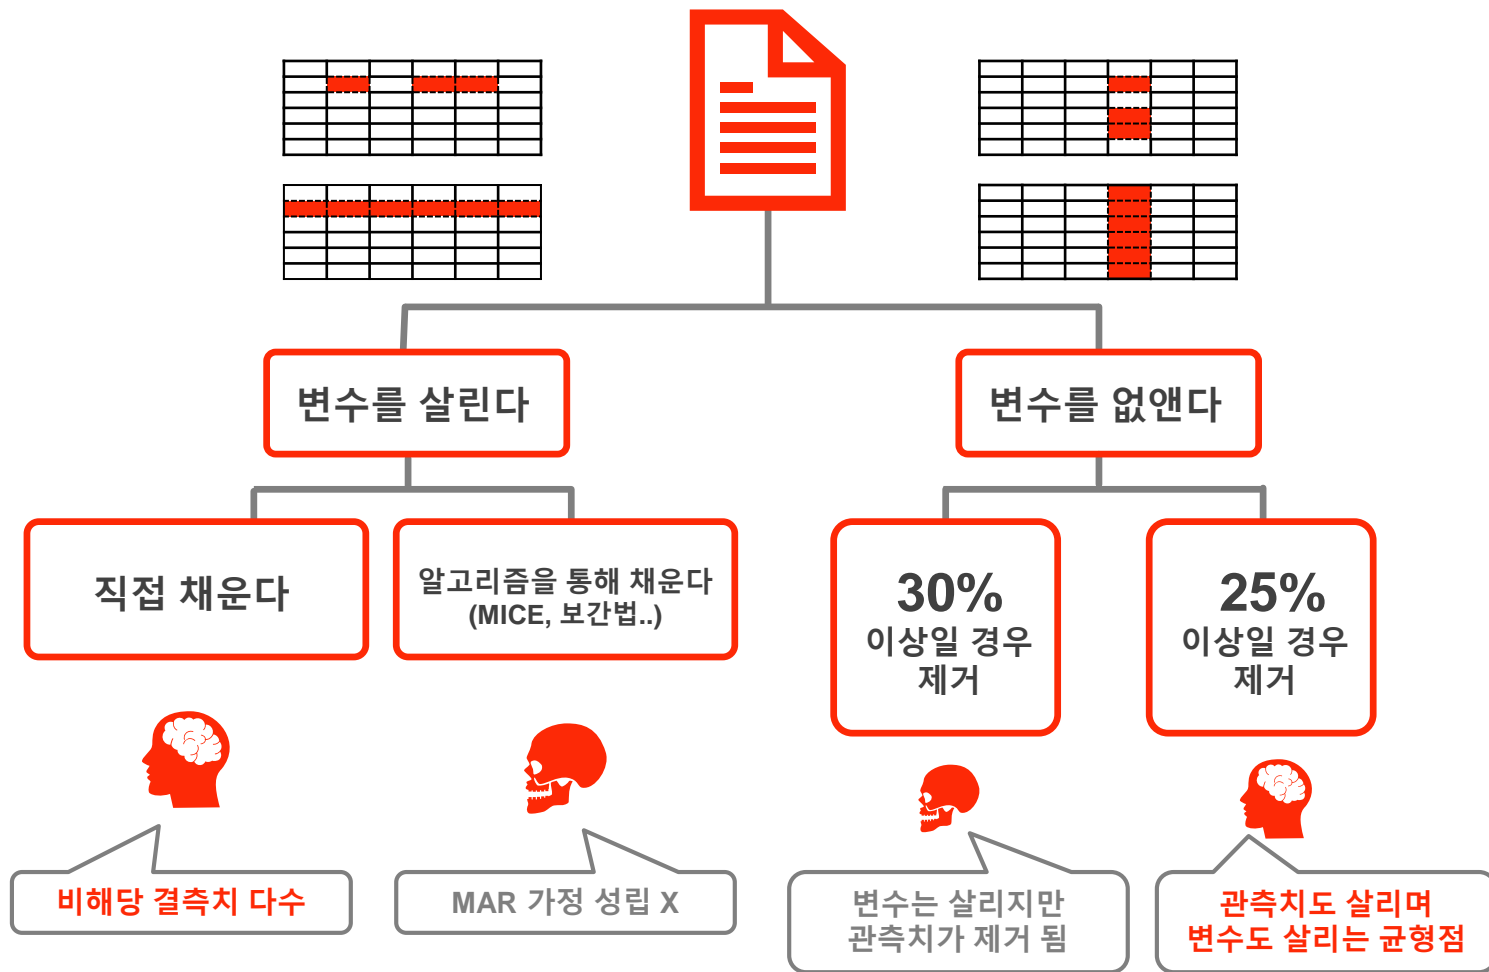 변수를 살린다
변수를 없앤다
직접 채운다
알고리즘을 통해 채운다
(MICE, 보간법..)
30%
이상일 경우
제거
25%
이상일 경우
제거
비해당 결측치 다수
MAR 가정 성립 X
변수는 살리지만
관측치가 제거 됨
관측치도 살리며
변수도 살리는 균형점